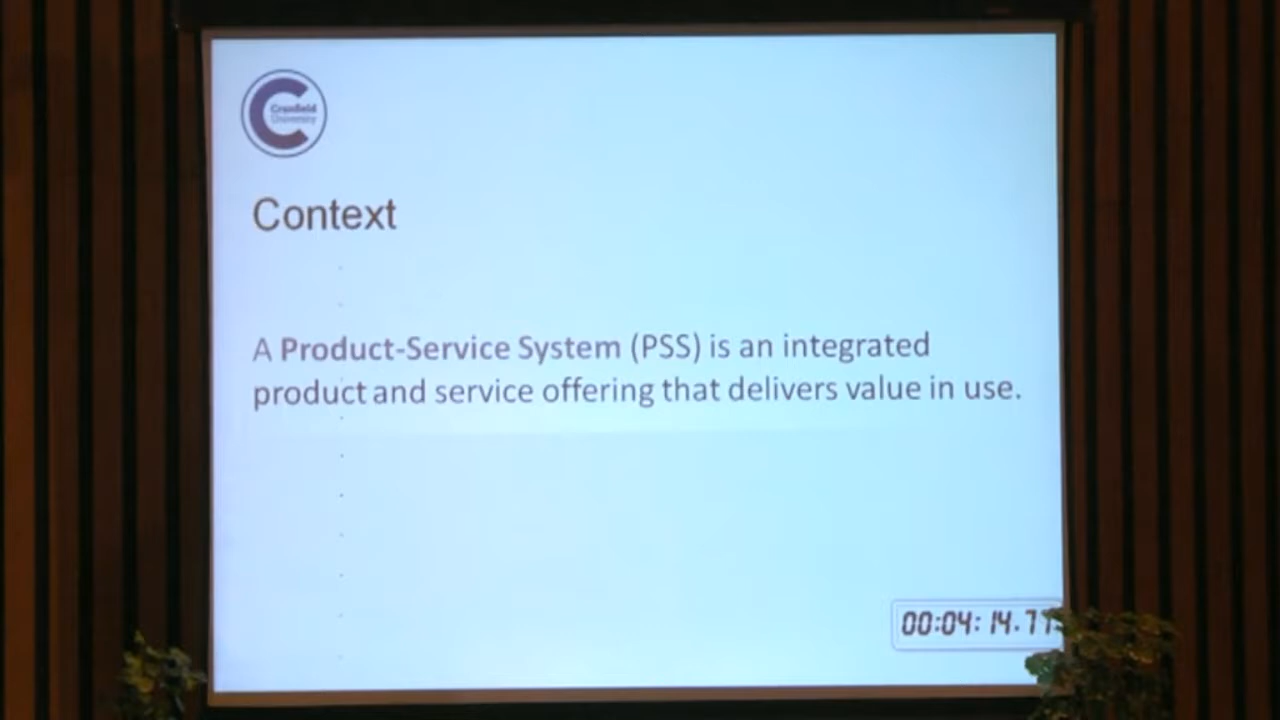 Cranfield
University
Context
A Product-Service System (PSS) is an integrated
product and service offering that delivers value in use.
00:04:14.77